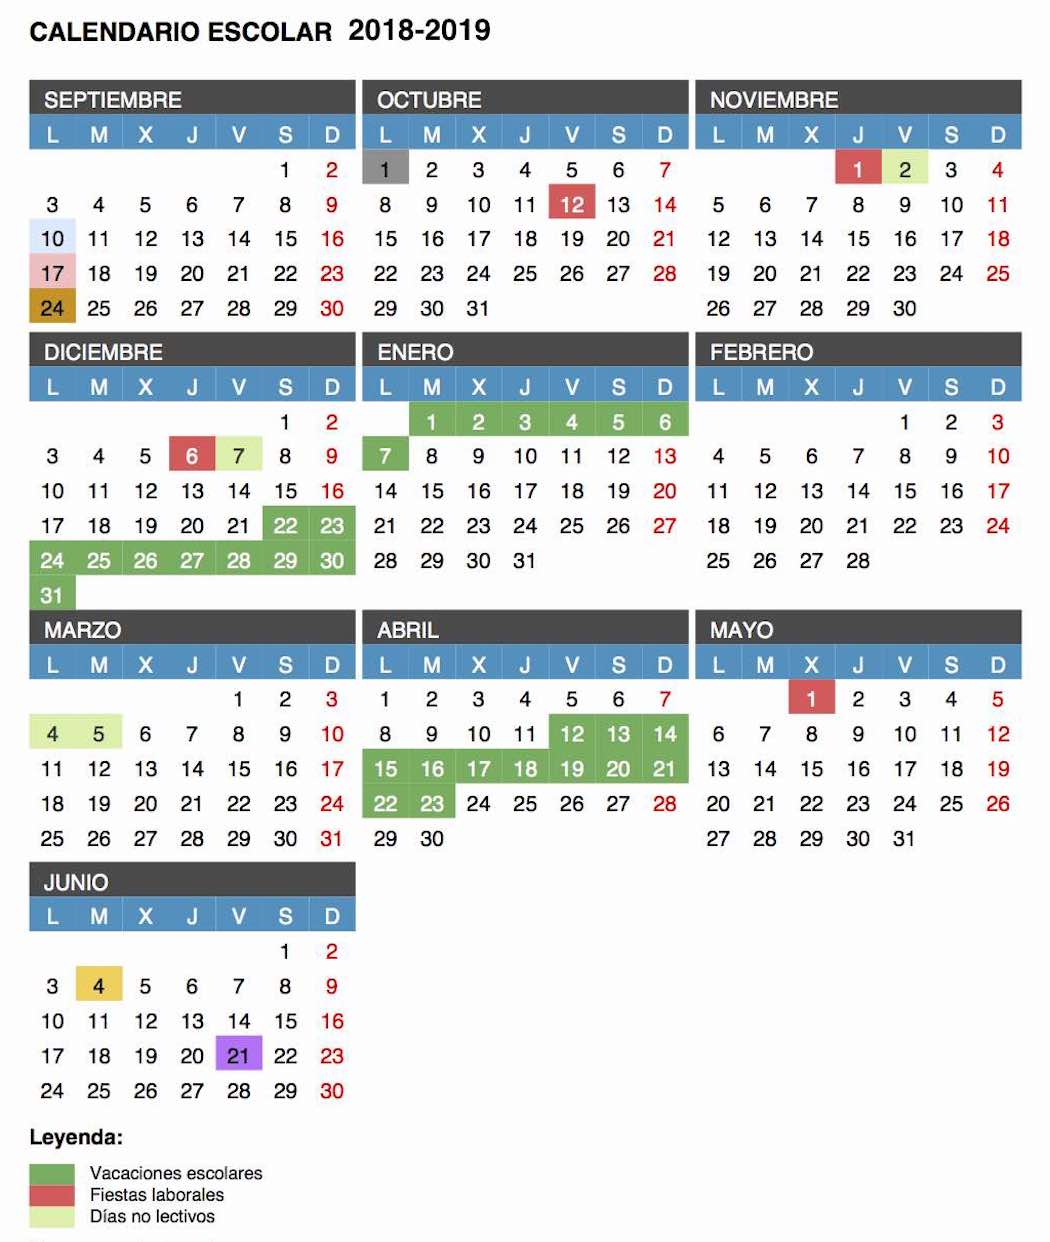 CALENDARIO ESCOLAR 2018-2019
SEPTIEMBRE
L M X J V S D
1 2
3 4 5 6 7 8 9
10 11 12 13 14 15 16
17 18 19 20 21 22 23
24 25 26 27 28 29 30
OCTUBRE
L M X J V S D
1 2 3 4 5 6 7
8 9 10 11 12 13 14
15 16 17 18 19 20 21
22 23 24 25 26 27 28
29 30 31
NOVIEMBRE
L M X J V S D
1 2 3 4
5 6 7 8 9 10 11
12 13 14 15 16 17 18
19 20 21 22 23 24 25
26 27 28 29 30
DICIEMBRE
L M X J V S D
1 2
3 4 5 6 7 8 9
10 11 12 13 14 15 16
17 18 19 20 21 22 23
24 25 26 27 28 29 30
31
ENERO
L M X J V S D
1 2 3 4 5 6
7 8 9 10 11 12 13
14 15 16 17 18 19 20
21 22 23 24 25 26 27
28 29 30 31
FEBRERO
L M X J V S D
1 2 3
4 5 6 7 8 9 10
11 12 13 14 15 16 17
18 19 20 21 22 23 24
25 26 27 28
MARZO
L M X J V S D
1 2 3
4 5 6 7 8 9 10
11 12 13 14 15 16 17
18 19 20 21 22 23 24
25 26 27 28 29 30 31
ABRIL
L M X J V S D
1 2 3 4 5 6 7
8 9 10 11 12 13 14
15 16 17 18 19 20 21
22 23 24 25 26 27 28
29 30
MAYO
L M X J V S D
1 2 3 4 5
6 7 8 9 10 11 12
13 14 15 16 17 18 19
20 21 22 23 24 25 26
27 28 29 30 31
JUNIO
L M X J V S D
1 2
3 4 5 6 7 8 9
10 11 12 13 14 15 16
17 18 19 20 21 22 23
24 25 26 27 28 29 30
Leyenda:
Vacaciones escolares
Fiestas laborales
Días no lectivos